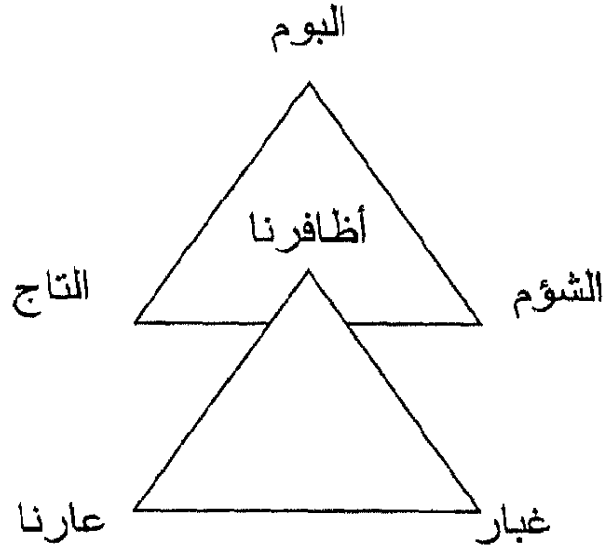 البوم
أظافرنا
الشؤم
التاج
غبار
عارنا